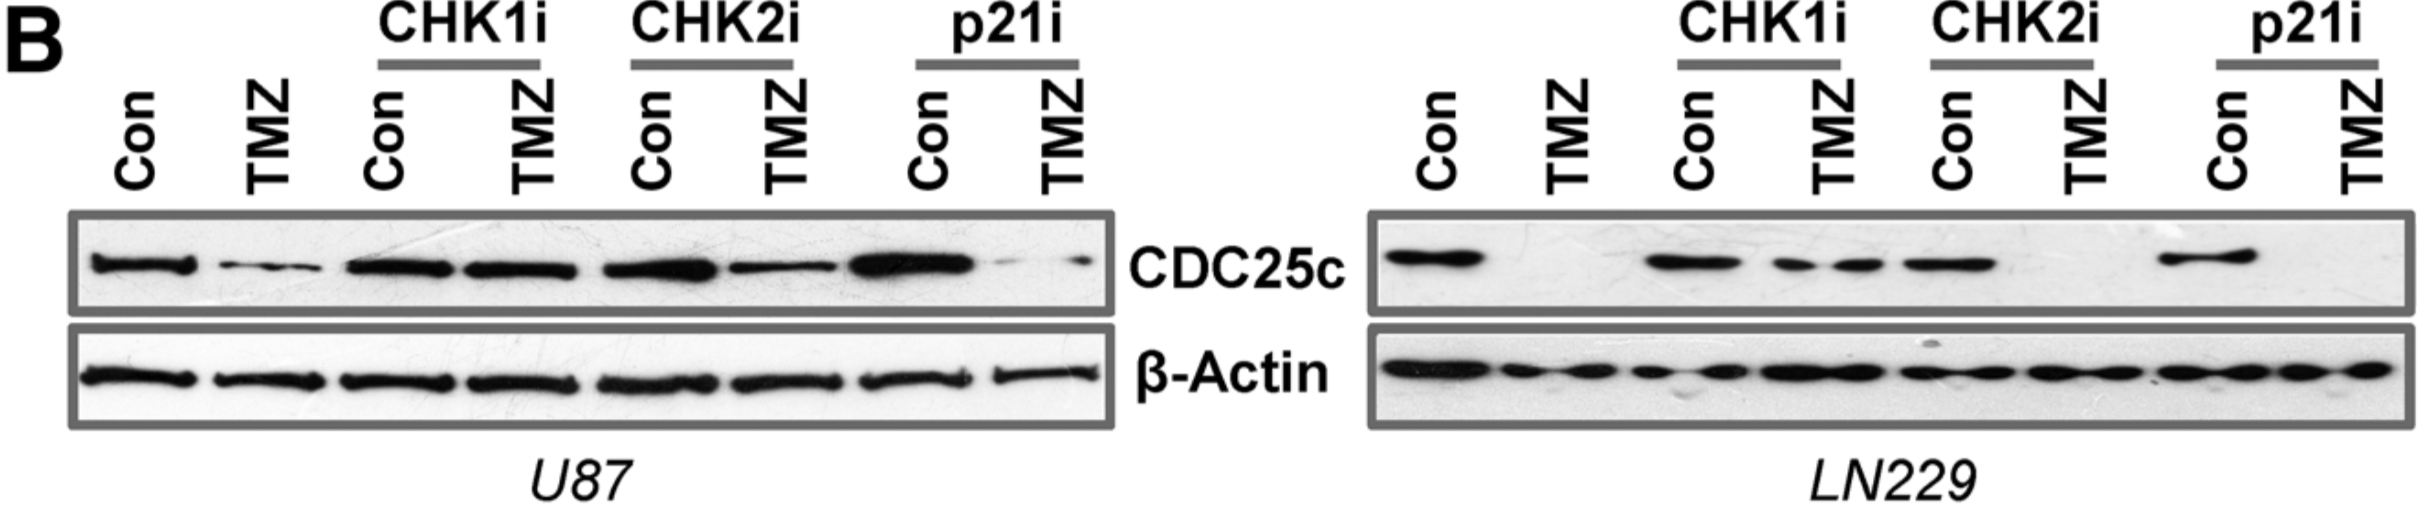 B
CHK1i CHK2i p21i CHK1i CHK2i p21i
Con TMZ Con TMZ Con TMZ Con TMZ Con TMZ Con TMZ Con TMZ Con TMZ
CDC25c
β-Actin
U87 LN229